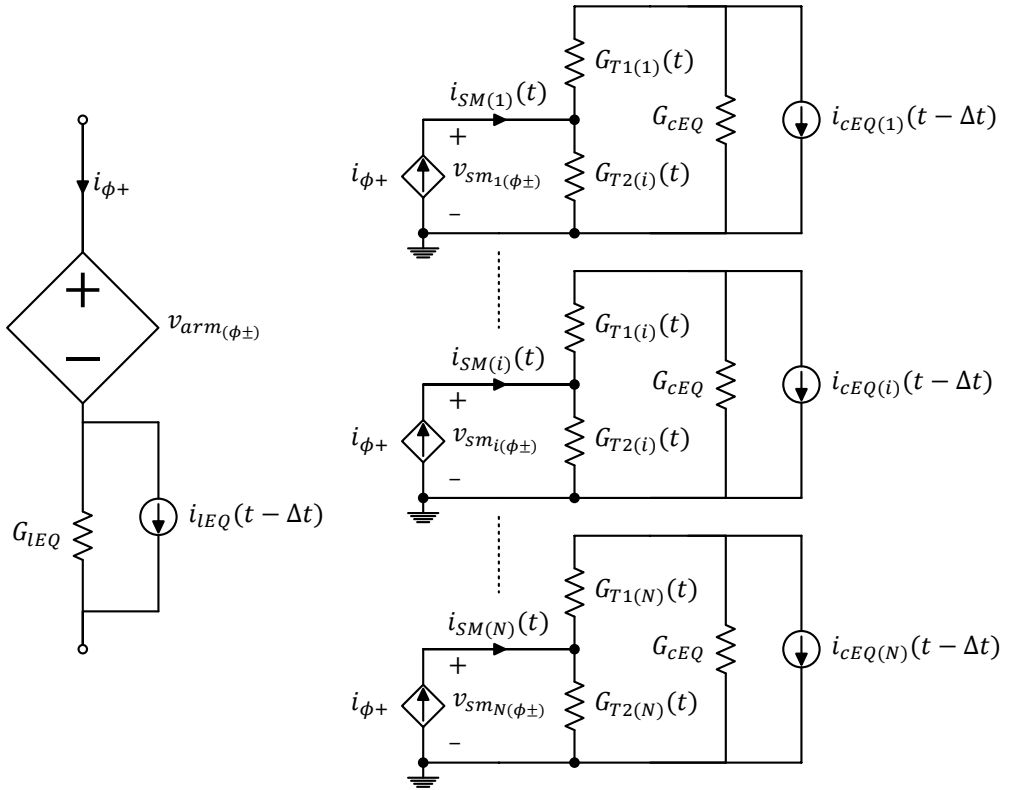 i_{ϕ+}
+
−
v_{arm_{(ϕ±)}}
G_{lEQ}
i_{lEQ}(t − Δt)
G_{T1(1)}(t)
i_{SM(1)}(t)
G_{cEQ}
i_{cEQ(1)}(t − Δt)
+
i_{ϕ+}
v_{sm_{1(ϕ±)}}
G_{T2(i)}(t)
−
G_{T1(i)}(t)
i_{SM(i)}(t)
G_{cEQ}
i_{cEQ(i)}(t − Δt)
+
i_{ϕ+}
v_{sm_{i(ϕ±)}}
G_{T2(i)}(t)
−
G_{T1(N)}(t)
i_{SM(N)}(t)
G_{cEQ}
i_{cEQ(N)}(t − Δt)
+
i_{ϕ+}
v_{sm_{N(ϕ±)}}
G_{T2(N)}(t)
−